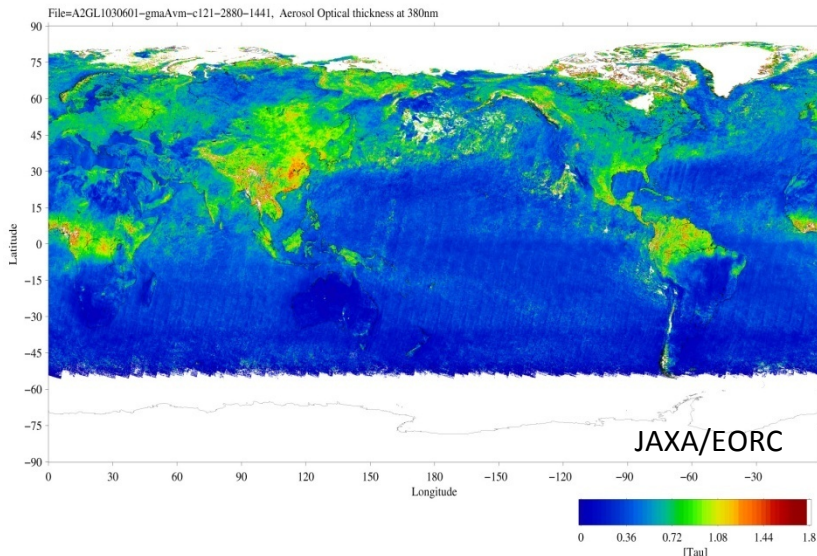 File=A2GL1030601-gmaAvm-c121-2880-1441, Aerosol Optical thickness at 380nm
90
75
60
45
30
15
0
−15
−30
−45
−60
−75
−90
Latitude
JAXA/EORC
0 30 60 90 120 150 180 −150 −120 −90 −60 −30
Longitude
0 0.36 0.72 1.08 1.44 1.8
[Tau]